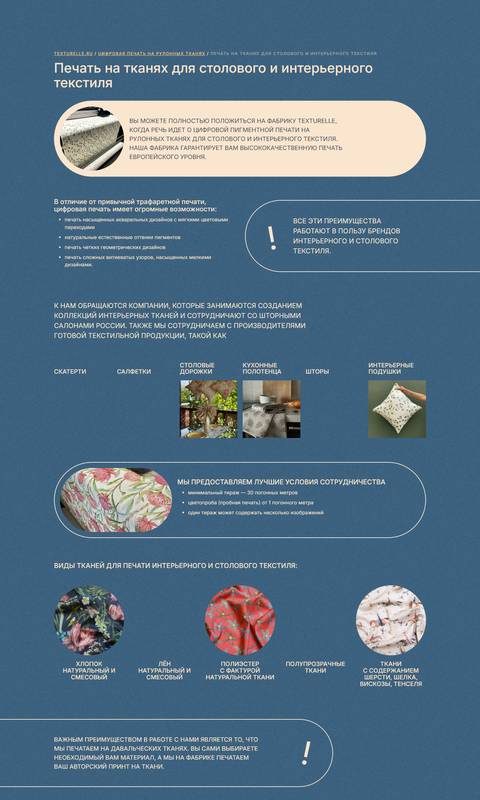 TEXTURELLE.RU / ЦИФРОВАЯ ПЕЧАТЬ НА РУЛОННЫХ ТКАНЯХ / ПЕЧАТЬ НА ТКАНЯХ ДЛЯ СТОЛОВОГО И ИНТЕРЬЕРНОГО ТЕКСТИЛЯ
Печать на тканях для столового и интерьерного
текстиля
ВЫ МОЖЕТЕ ПОЛНОСТЬЮ ПОЛОЖИТЬСЯ НА ФАБРИКУ TEXTURELLE,
КОГДА РЕЧЬ ИДЕТ О ЦИФРОВОЙ ПИГМЕНТНОЙ ПЕЧАТИ НА
РУЛОННЫХ ТКАНЯХ ДЛЯ СТОЛОВОГО И ИНТЕРЬЕРНОГО ТЕКСТИЛЯ.
НАША ФАБРИКА ГАРАНТИРУЕТ ВАМ ВЫСОКОКАЧЕСТВЕННУЮ ПЕЧАТЬ
ЕВРОПЕЙСКОГО УРОВНЯ.
В отличие от привычной трафаретной печати,
цифровая печать имеет огромные возможности:
• печать насыщенных акварельных дизайнов с мягкими цветовыми
переходами
• натуральные естественные оттенки пигментов
• печать четких геометрических дизайнов
• печать сложных витиеватых узоров, насыщенных мелкими
дизайнами.
!
ВСЕ ЭТИ ПРЕИМУЩЕСТВА
РАБОТАЮТ В ПОЛЬЗУ БРЕНДОВ
ИНТЕРЬЕРНОГО И СТОЛОВОГО
ТЕКСТИЛЯ.
К НАМ ОБРАЩАЮТСЯ КОМПАНИИ, КОТОРЫЕ ЗАНИМАЮТСЯ СОЗДАНИЕМ
КОЛЛЕКЦИЙ ИНТЕРЬЕРНЫХ ТКАНЕЙ И СОТРУДНИЧАЮТ СО ШТОРНЫМИ
САЛОНАМИ РОССИИ. ТАКЖЕ МЫ СОТРУДНИЧАЕМ С ПРОИЗВОДИТЕЛЯМИ
ГОТОВОЙ ТЕКСТИЛЬНОЙ ПРОДУКЦИИ, ТАКОЙ КАК
СКАТЕРТИ
САЛФЕТКИ
СТОЛОВЫЕ
ДОРОЖКИ
КУХОННЫЕ
ПОЛОТЕНЦА
ШТОРЫ
ИНТЕРЬЕРНЫЕ
ПОДУШКИ
МЫ ПРЕДОСТАВЛЯЕМ ЛУЧШИЕ УСЛОВИЯ СОТРУДНИЧЕСТВА
• минимальный тираж — 30 погонных метров
• цветопроба (пробная печать) от 1 погонного метра
• один тираж может содержать несколько изображений
ВИДЫ ТКАНЕЙ ДЛЯ ПЕЧАТИ ИНТЕРЬЕРНОГО И СТОЛОВОГО ТЕКСТИЛЯ:
ХЛОПОК
НАТУРАЛЬНЫЙ И
СМЕСОВЫЙ
ЛЁН
НАТУРАЛЬНЫЙ И
СМЕСОВЫЙ
ПОЛИЭСТЕР
С ФАКТУРОЙ
НАТУРАЛЬНОЙ ТКАНИ
ПОЛУПРОЗРАЧНЫЕ
ТКАНИ
ТКАНИ
С СОДЕРЖАНИЕМ
ШЕРСТИ, ШЕЛКА,
ВИСКОЗЫ, ТЕНСЕЛЯ
ВАЖНЫМ ПРЕИМУЩЕСТВОМ В РАБОТЕ С НАМИ ЯВЛЯЕТСЯ ТО, ЧТО
МЫ ПЕЧАТАЕМ НА ДАВАЛЬЧЕСКИХ ТКАНЯХ. ВЫ САМИ ВЫБИРАЕТЕ
НЕОБХОДИМЫЙ ВАМ МАТЕРИАЛ, А МЫ НА ФАБРИКЕ ПЕЧАТАЕМ
ВАШ АВТОРСКИЙ ПРИНТ НА ТКАНИ.
!